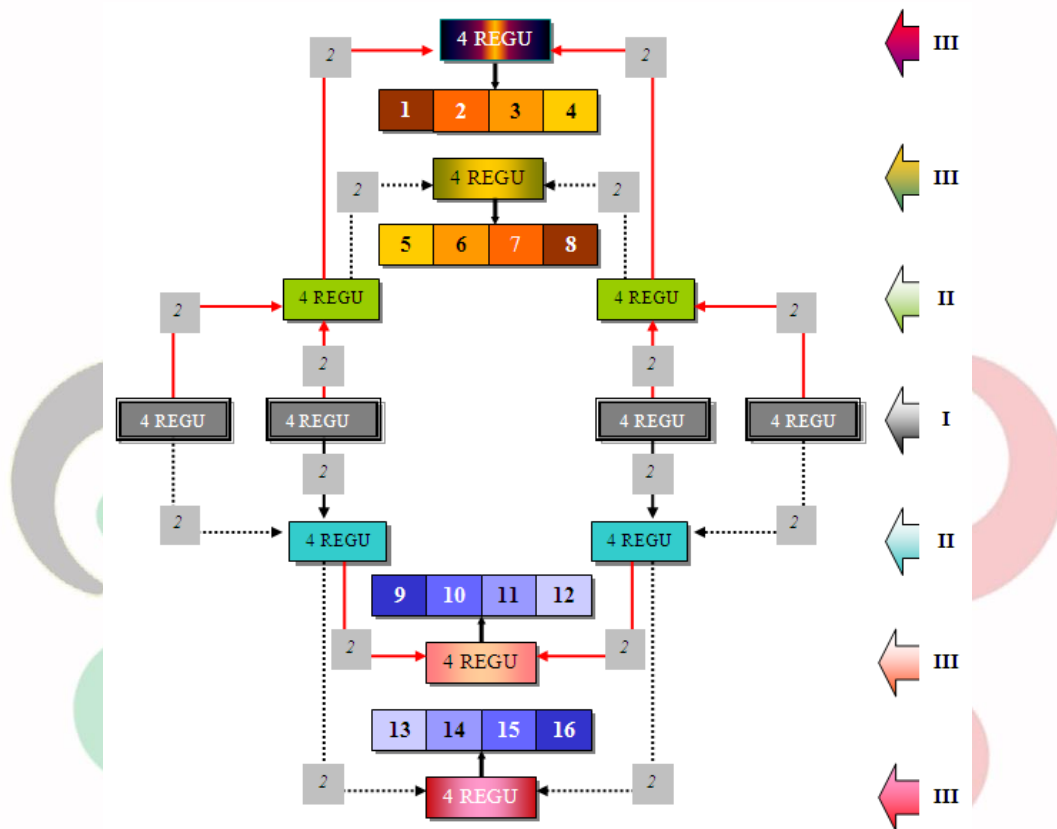 2 4 REGU 2 III
1 2 3 4
4 REGU III
2 2
5 6 7 8
4 REGU 4 REGU II
2 2
2 2
4 REGU 4 REGU 4 REGU 4 REGU I
2 2
2 2
4 REGU 4 REGU II
9 10 11 12
2 2
4 REGU III
13 14 15 16
2 2
4 REGU III